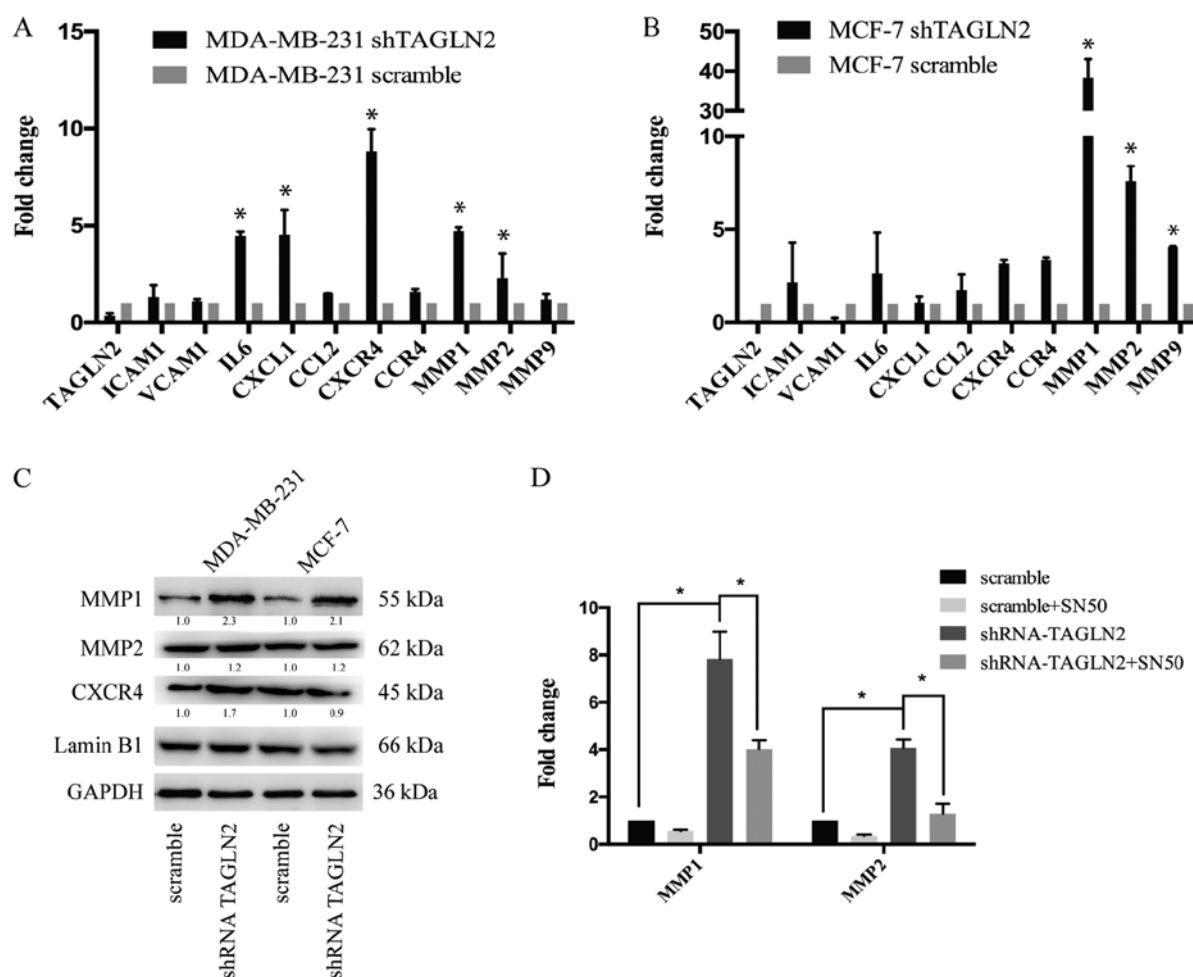 A
MDA-MB-231 shTAGLN2
MDA-MB-231 scramble
Fold change
15
10
5
0
*
*
*
*
*
TAGLN2
ICAM1
VCAM1
IL6
CXCL1
CCL2
CXCR4
CCR4
MMP1
MMP2
MMP9
B
MCF-7 shTAGLN2
MCF-7 scramble
Fold change
50
40
30
20
10
5
0
*
*
*
TAGLN2
ICAM1
VCAM1
IL6
CXCL1
CCL2
CXCR4
CCR4
MMP1
MMP2
MMP9
C
MDA-MB-231
MCF-7
MMP1 55 kDa
1.0 2.3 1.0 2.1
MMP2 62 kDa
1.0 1.2 1.0 1.2
CXCR4 45 kDa
1.0 1.7 1.0 0.9
Lamin B1 66 kDa
GAPDH 36 kDa
scramble
shRNA TAGLN2
scramble
shRNA TAGLN2
D
scramble
scramble+SN50
shRNA-TAGLN2
shRNA-TAGLN2+SN50
Fold change
10
8
6
4
2
0
*
*
*
*
MMP1
MMP2